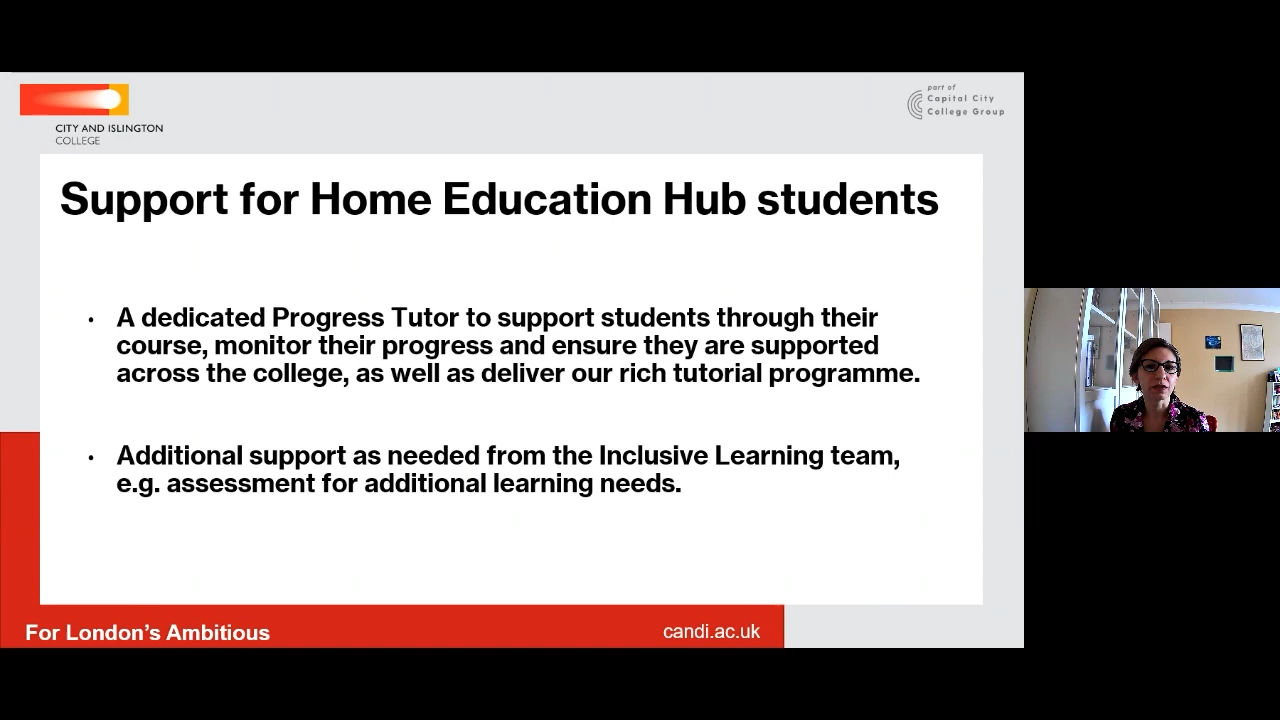 CITY AND ISLINGTON
COLLEGE
part of
Capital City
College Group
Support for Home Education Hub students
• A dedicated Progress Tutor to support students through their
course, monitor their progress and ensure they are supported
across the college, as well as deliver our rich tutorial programme.
• Additional support as needed from the Inclusive Learning team,
e.g. assessment for additional learning needs.
For London’s Ambitious
candi.ac.uk